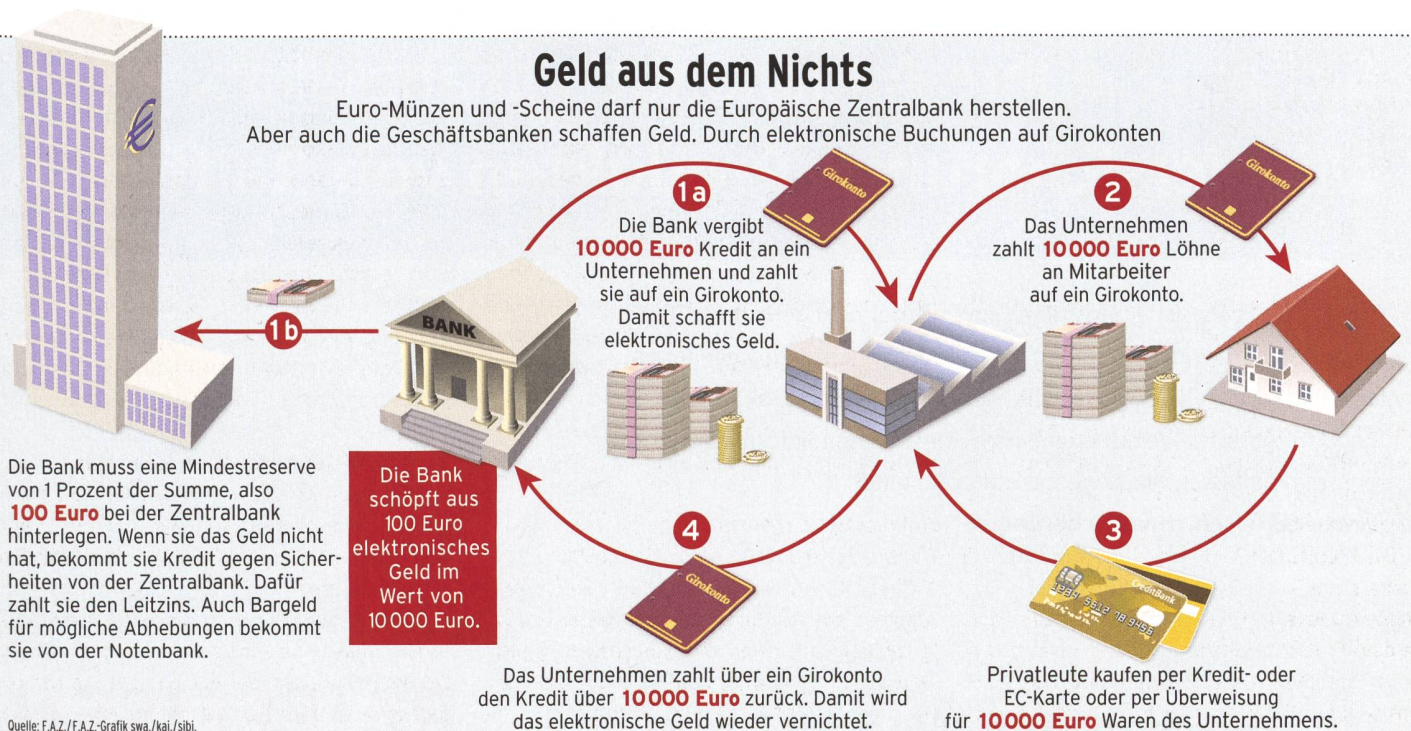 Geld aus dem Nichts
Euro-Münzen und -Scheine darf nur die Europäische Zentralbank herstellen.
Aber auch die Geschäftsbanken schaffen Geld. Durch elektronische Buchungen auf Girokonten
1a
Girokonto
Die Bank vergibt
10 000 Euro Kredit an ein
Unternehmen und zahlt
sie auf ein Girokonto.
Damit schafft sie
elektronisches Geld.
2
Girokonto
Das Unternehmen
zahlt 10 000 Euro Löhne
an Mitarbeiter
auf ein Girokonto.
€
1b
BANK
Die Bank muss eine Mindestreserve
von 1 Prozent der Summe, also
100 Euro bei der Zentralbank
hinterlegen. Wenn sie das Geld nicht
hat, bekommt sie Kredit gegen Sicher-
heiten von der Zentralbank. Dafür
zahlt sie den Leitzins. Auch Bargeld
für mögliche Abhebungen bekommt
sie von der Notenbank.
Die Bank
schöpft aus
100 Euro
elektronisches
Geld im
Wert von
10 000 Euro.
4
Girokonto
Das Unternehmen zahlt über ein Girokonto
den Kredit über 10 000 Euro zurück. Damit wird
das elektronische Geld wieder vernichtet.
3
CreditBank
Privatleute kaufen per Kredit- oder
EC-Karte oder per Überweisung
für 10 000 Euro Waren des Unternehmens.
Quelle: F.A.Z./F.A.Z.-Grafik swa./kai./sibi.